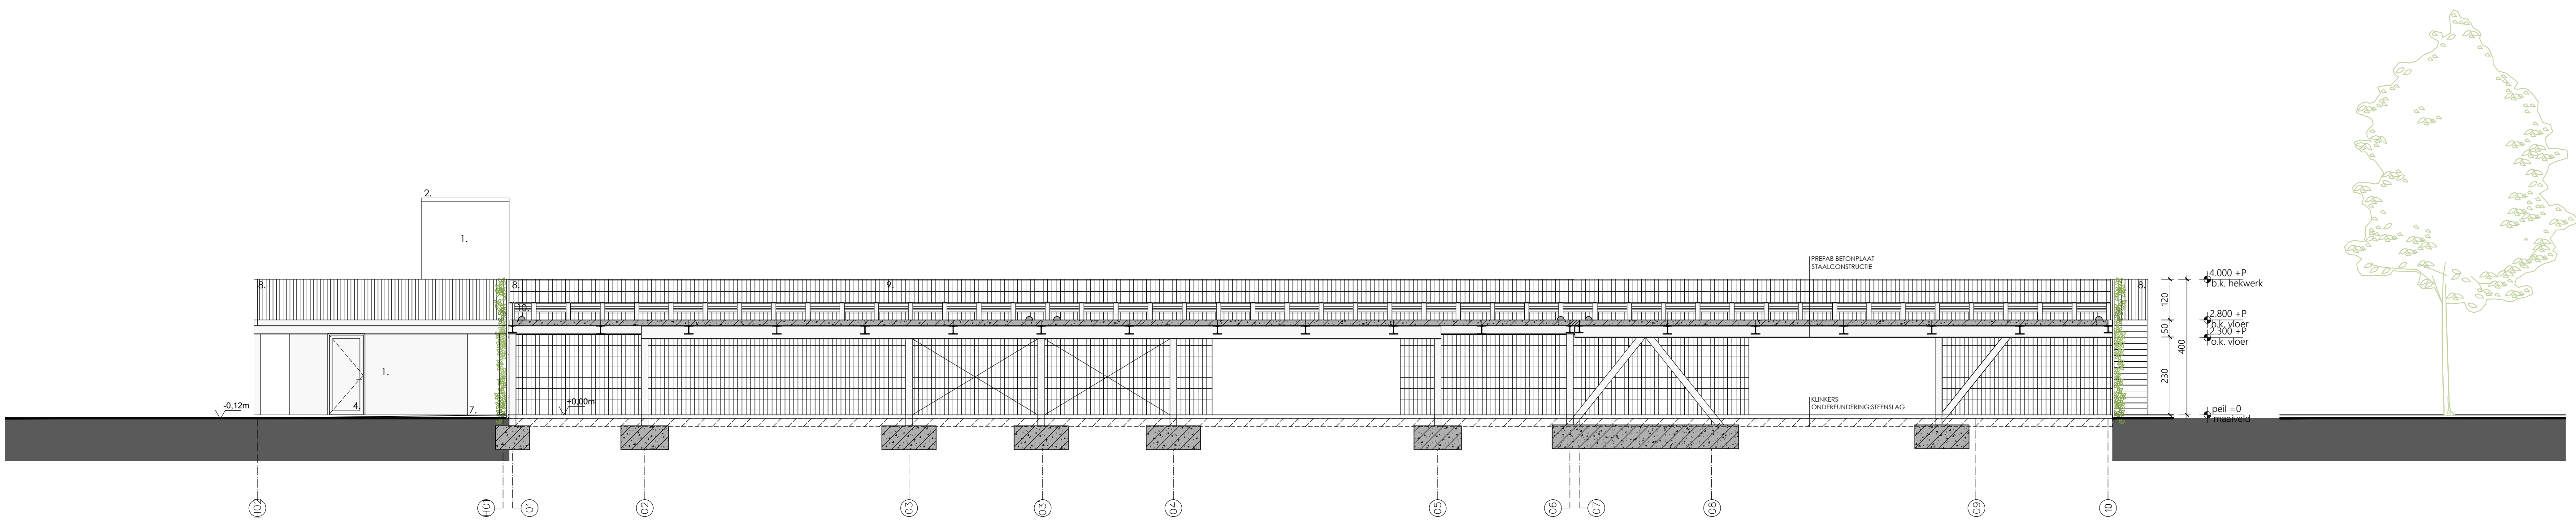 2.
1.
PREFAB BETONPLAAT
STAALCONSTRUCTIE
8.
8.
9.
8.
4.000 +P
b.k. hekwerk
10.
120
2.800 +P
b.k. vloer
50
2.300 +P
o.k. vloer
400
1.
230
-0,12m
4.
7.
+0,00m
KLINKERS
ONDERFUNDERING:STEENSLAG
peil =0
maaiveld
H02
H01
01
02
03
03'
04
05
06
07
08
09
10